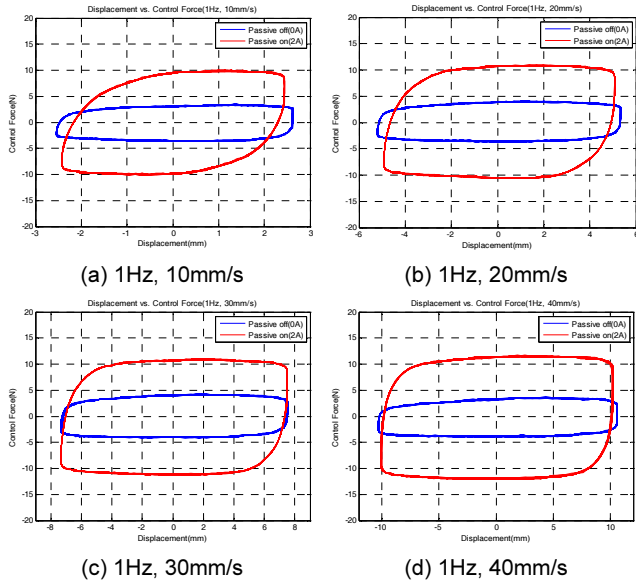 Displacement vs. Control Force(1Hz, 10mm/s)
Passive off(0A)
Passive on(2A)
Control Force(N)
20
15
10
5
0
-5
-10
-15
-20
-3 -2 -1 0 1 2 3
Displacement(mm)
(a) 1Hz, 10mm/s
Displacement vs. Control Force(1Hz, 20mm/s)
Passive off(0A)
Passive on(2A)
Control Force(N)
20
15
10
5
0
-5
-10
-15
-20
-6 -4 -2 0 2 4 6
Displacement(mm)
(b) 1Hz, 20mm/s
Displacement vs. Control Force(1Hz, 30mm/s)
Passive off(0A)
Passive on(2A)
Control Force(N)
20
15
10
5
0
-5
-10
-15
-20
-8 -6 -4 -2 0 2 4 6 8
Displacement(mm)
(c) 1Hz, 30mm/s
Displacement vs. Control Force(1Hz, 40mm/s)
Passive off(0A)
Passive on(2A)
Control Force(N)
20
15
10
5
0
-5
-10
-15
-20
-10 -5 0 5 10
Displacement(mm)
(d) 1Hz, 40mm/s